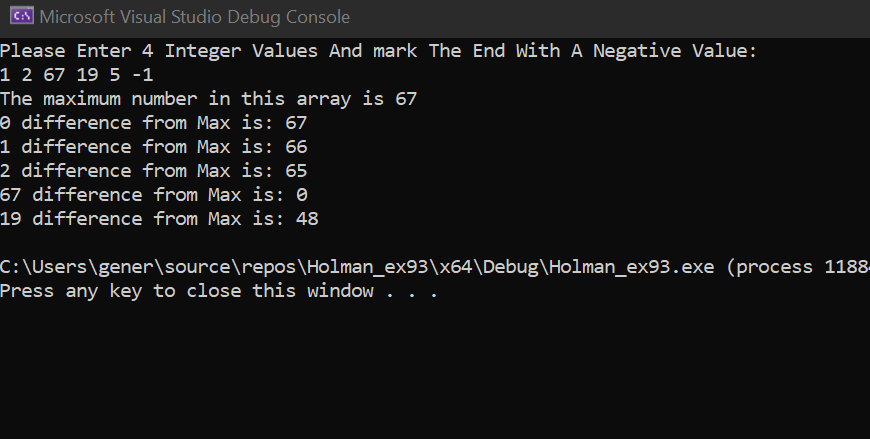 Microsoft Visual Studio Debug Console
Please Enter 4 Integer Values And mark The End With A Negative Value:
1 2 67 19 5 -1
The maximum number in this array is 67
0 difference from Max is: 67
1 difference from Max is: 66
2 difference from Max is: 65
67 difference from Max is: 0
19 difference from Max is: 48
C:\Users\gener\source\repos\Holman_ex93\x64\Debug\Holman_ex93.exe (process 1188
Press any key to close this window . . .